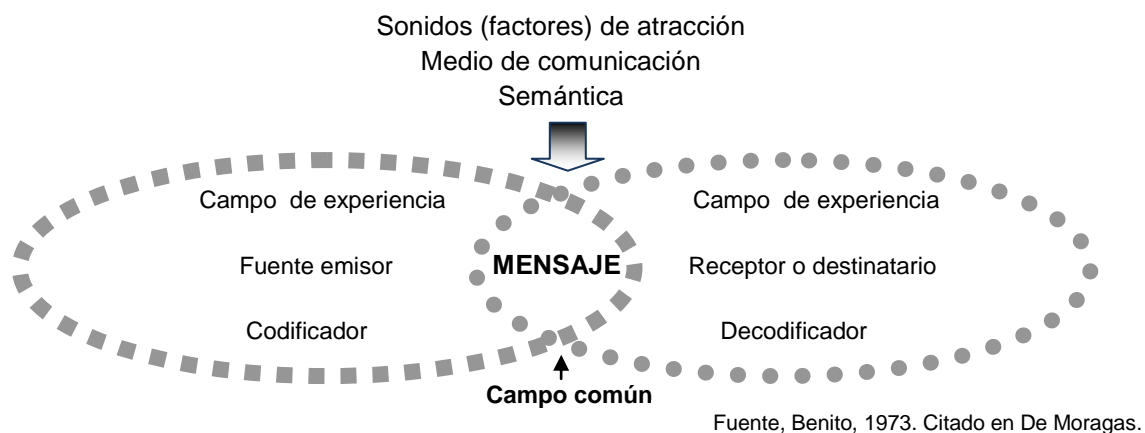 Sonidos (factores) de atracción
Medio de comunicación
Semántica
Campo de experiencia
Campo de experiencia
Fuente emisor
MENSAJE
Receptor o destinatario
Codificador
Decodificador
Campo común
Fuente, Benito, 1973. Citado en De Moragas.